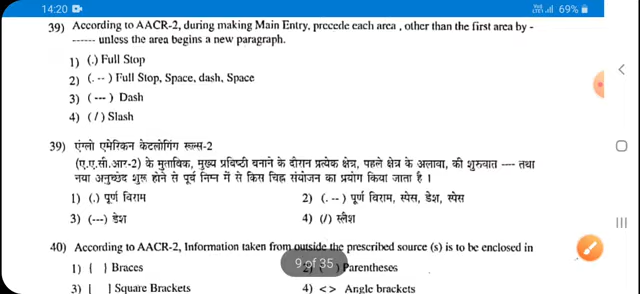 14:20 69%
39) According to AACR-2, during making Main Entry, precede each area , other than the first area by -
------ unless the area begins a new paragraph.
1) (.) Full Stop
2) (. -- ) Full Stop, Space, dash, Space
3) (--- ) Dash
4) ( / ) Slash
39) एंग्लो एमेरिकन केटलोगिंग रूल्स-2
(ए.ए.सी.आर-2) के मुताबिक, मुख्य प्रविष्टी बनाने के दौरान प्रत्येक क्षेत्र, पहले क्षेत्र के अलावा, की शुरुवात ---- तथा
नया अनुच्छेद शुरू होने से पूर्व निम्न में से किस चिह्न संयोजन का प्रयोग किया जाता है ।
1) (.) पूर्ण विराम 2) (. -- ) पूर्ण विराम, स्पेस, डेश, स्पेस
3) (---) डेश 4) (/) स्लैश
40) According to AACR-2, Information taken from outside the prescribed source (s) is to be enclosed in
1) { } Braces 2) ( ) Parentheses
9 of 35
3) [ ] Square Brackets 4) < > Angle brackets